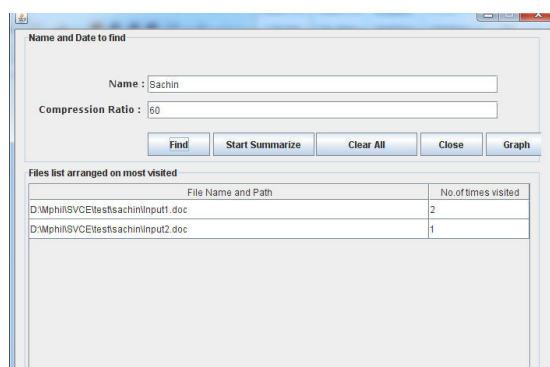 Name and Date to find
Name : Sachin
Compression Ratio : 60
Find Start Summarize Clear All Close Graph
Files list arranged on most visited
File Name and Path No.of times visited
D:\Mphil\SVCE\test\sachin\Input1.doc 2
D:\Mphil\SVCE\test\sachin\Input2.doc 1